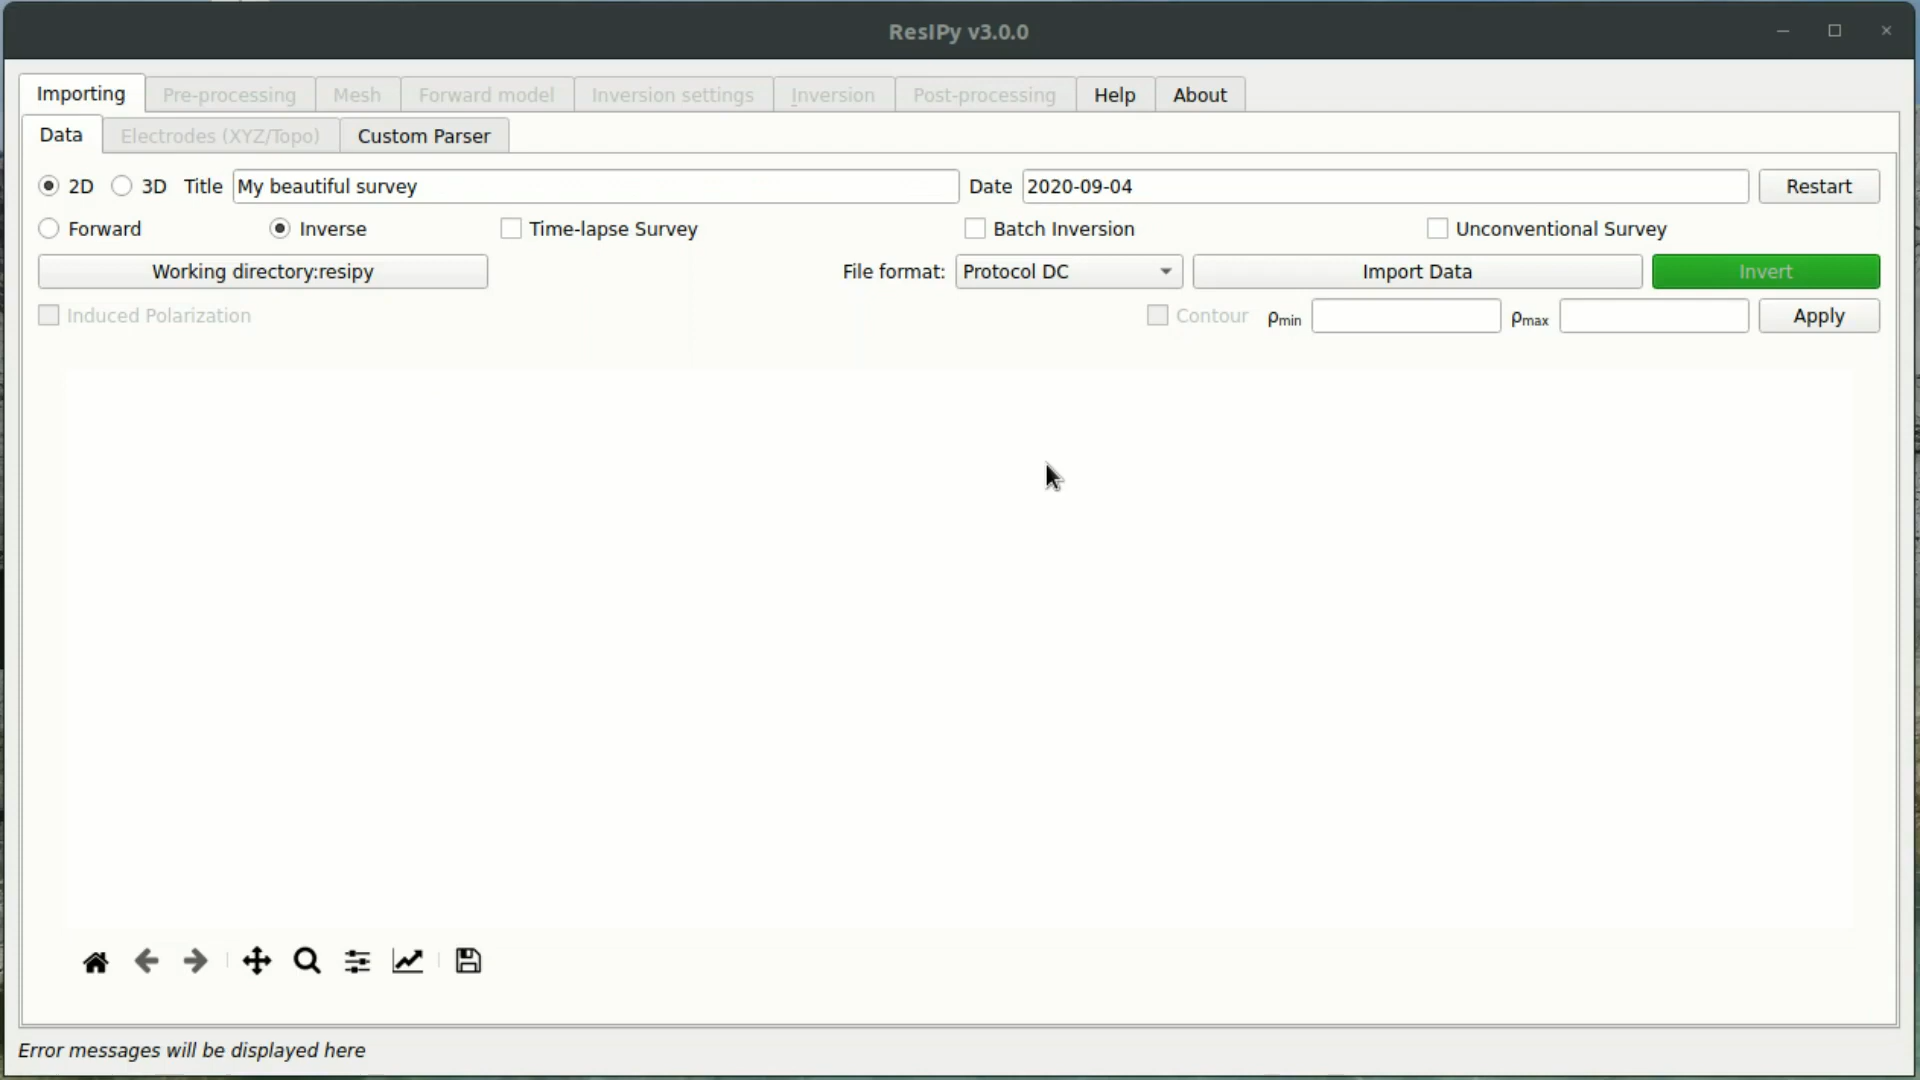 ResIPy v3.0.0
Importing Pre-processing Mesh Forward model Inversion settings Inversion Post-processing Help About
Data Electrodes (XYZ/Topo) Custom Parser
2D 3D Title My beautiful survey Date 2020-09-04 Restart
Forward Inverse Time-lapse Survey Batch Inversion Unconventional Survey
Working directory:resipy File format: Protocol DC Import Data Invert
Induced Polarization Contour ρmin ρmax Apply
Error messages will be displayed here